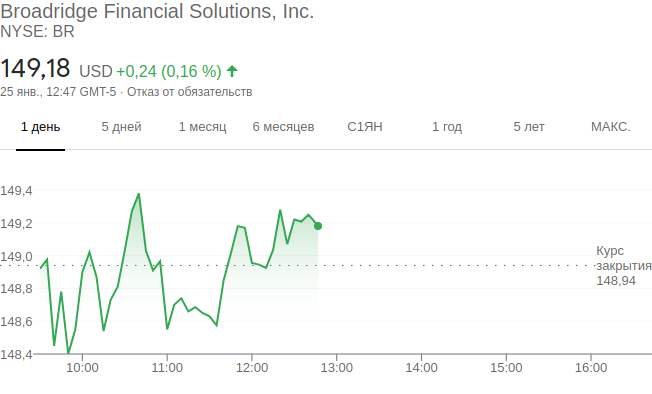 Broadridge Financial Solutions, Inc.
NYSE: BR
149,18 USD +0,24 (0,16 %)
25 янв., 12:47 GMT-5 · Отказ от обязательств
1 день 5 дней 1 месяц 6 месяцев С1ЯН 1 год 5 лет МАКС.
149,4
149,2
149,0
148,8
148,6
148,4
Курс
закрытия
148,94
10:00 11:00 12:00 13:00 14:00 15:00 16:00